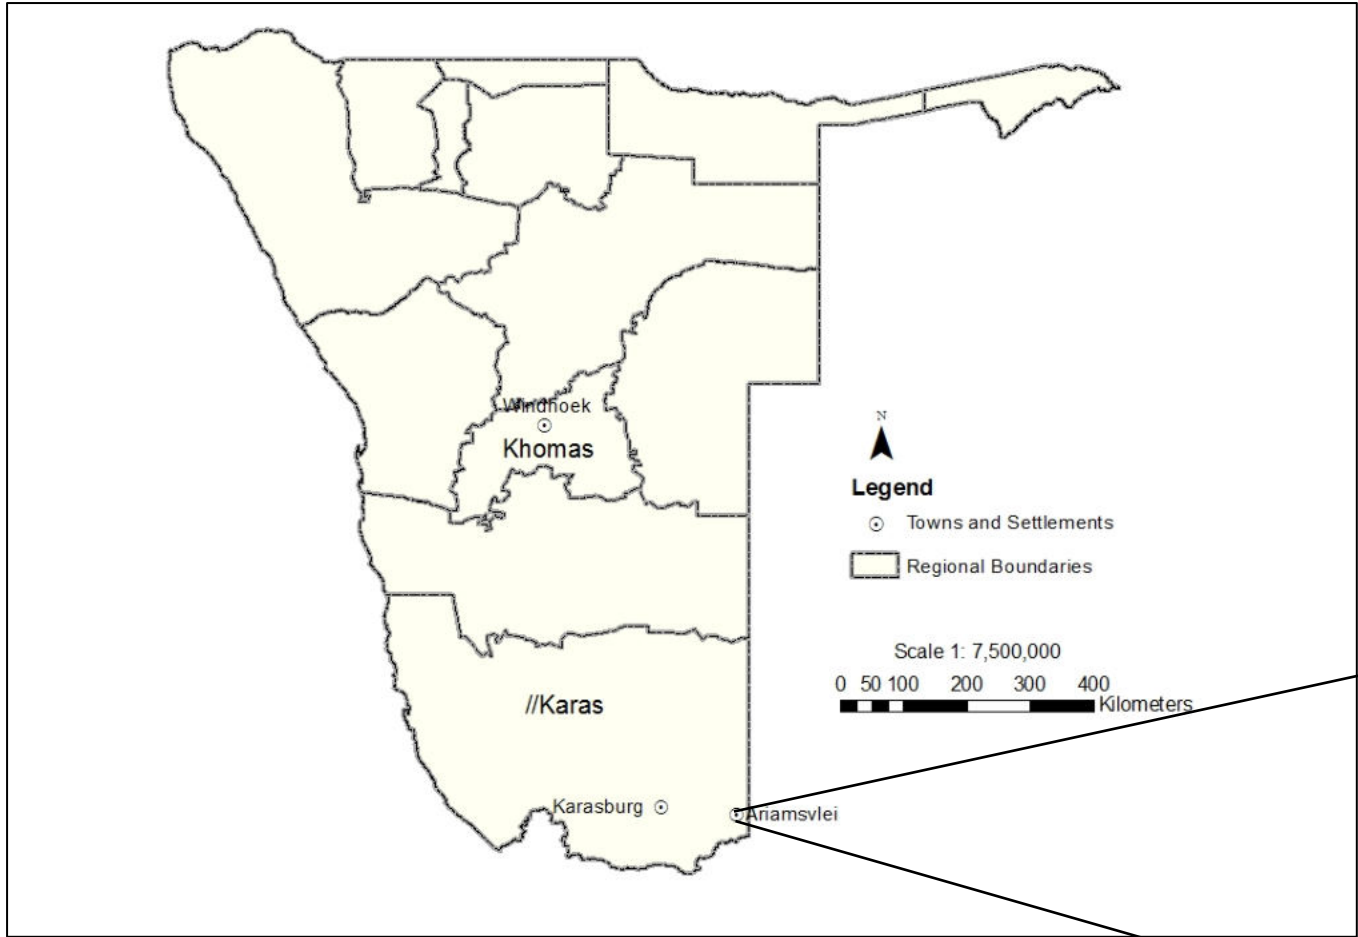 Windhoek
Khomas
N
Legend
Towns and Settlements
Regional Boundaries
Scale 1: 7,500,000
0 50 100 200 300 400
Kilometers
//Karas
Karasburg
Ariamsvlei